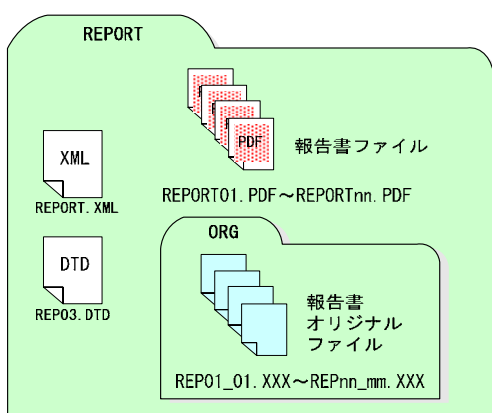 REPORT
PDF
報告書ファイル
REPORT01.PDF～REPORTnn.PDF
XML
REPORT.XML
DTD
REP03.DTD
ORG
報告書
オリジナル
ファイル
REP01_01.XXX～REPnn_mm.XXX